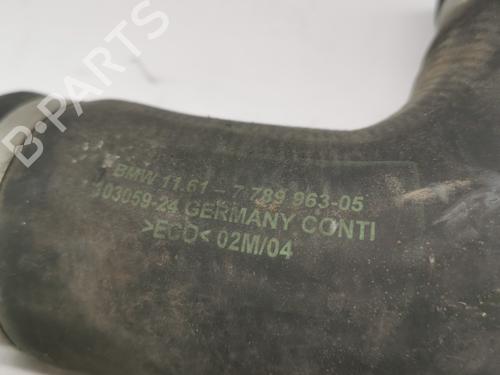 BMW 11.61 - 7 789 963-05
103059-24 GERMANY CONTI
>ECO< 02M/04
B-Parts